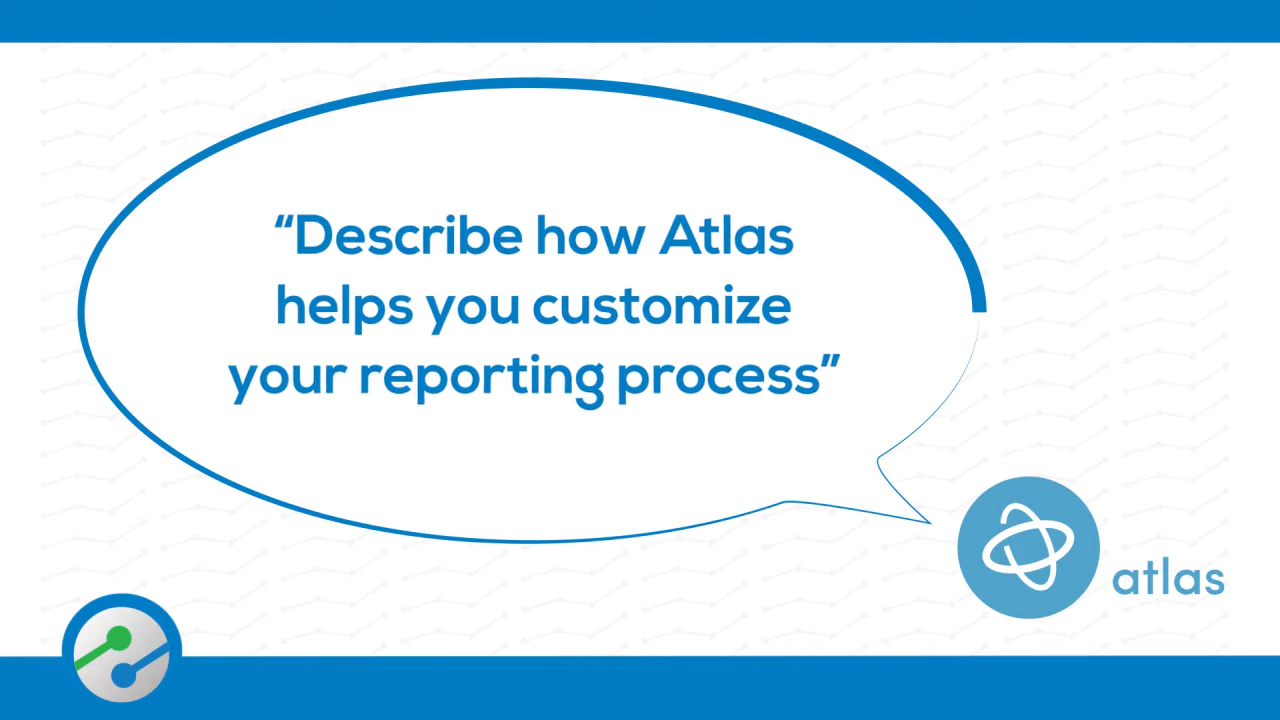 “Describe how Atlas
helps you customize
your reporting process”
atlas